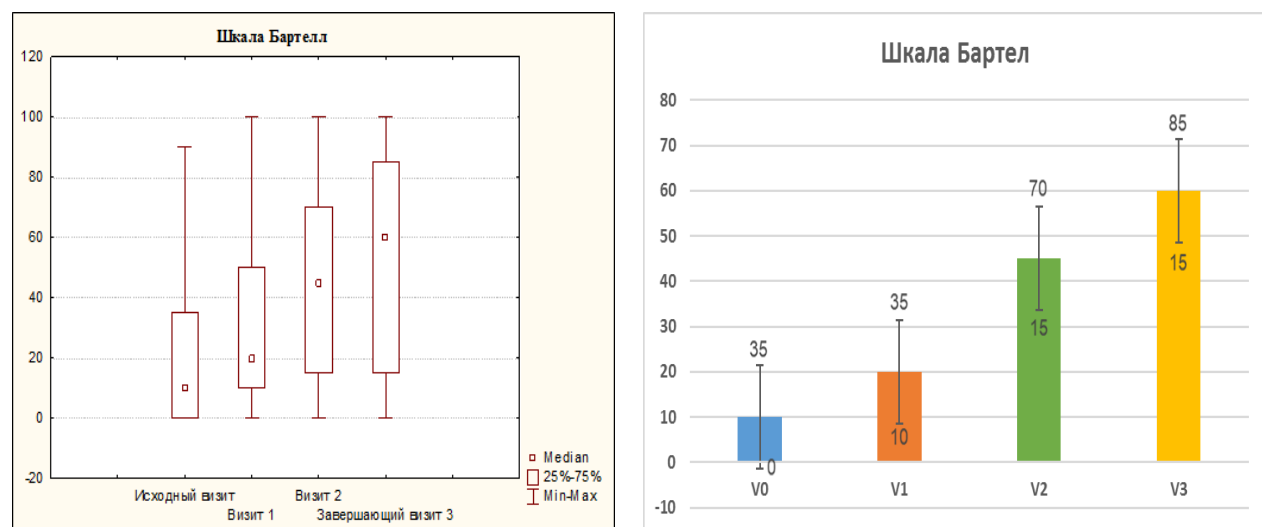 Шкала Бартелл
120
100
80
60
40
20
0
-20
Исходный визит
Визит 2
Визит 1
Завершающий визит 3
Median
25%-75%
Min-Max
Шкала Бартел
80
70
60
50
40
30
20
10
0
-10
35
0
35
10
70
15
85
15
V0
V1
V2
V3